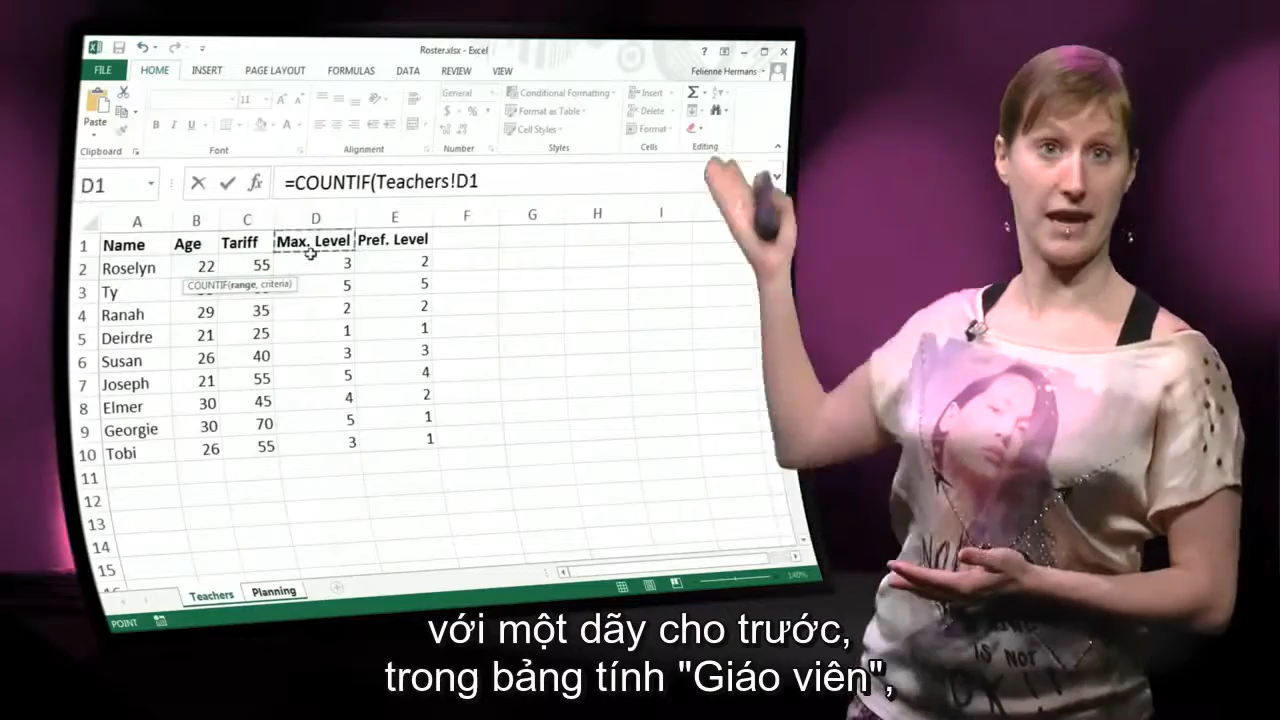 Roster.xlsx - Excel
FILE HOME INSERT PAGE LAYOUT FORMULAS DATA REVIEW VIEW Felienne Hermans
11 General Conditional Formatting Insert
Paste Format as Table Delete
Cell Styles Format
Clipboard Font Alignment Number Styles Cells Editing
D1 =COUNTIF(Teachers!D1
A B C D E F G H I
1 Name Age Tariff Max. Level Pref. Level
2 Roselyn 22 55 3 2
COUNTIF(range, criteria)
3 Ty 5 5
4 Ranah 29 35 2 2
5 Deirdre 21 25 1 1
6 Susan 26 40 3 3
7 Joseph 21 55 5 4
8 Elmer 30 45 4 2
9 Georgie 30 70 5 1
10 Tobi 26 55 3 1
11
12
13
14
15
Teachers Planning
POINT 140%
IS NOT
OK!!
với một dãy cho trước,
trong bảng tính "Giáo viên",